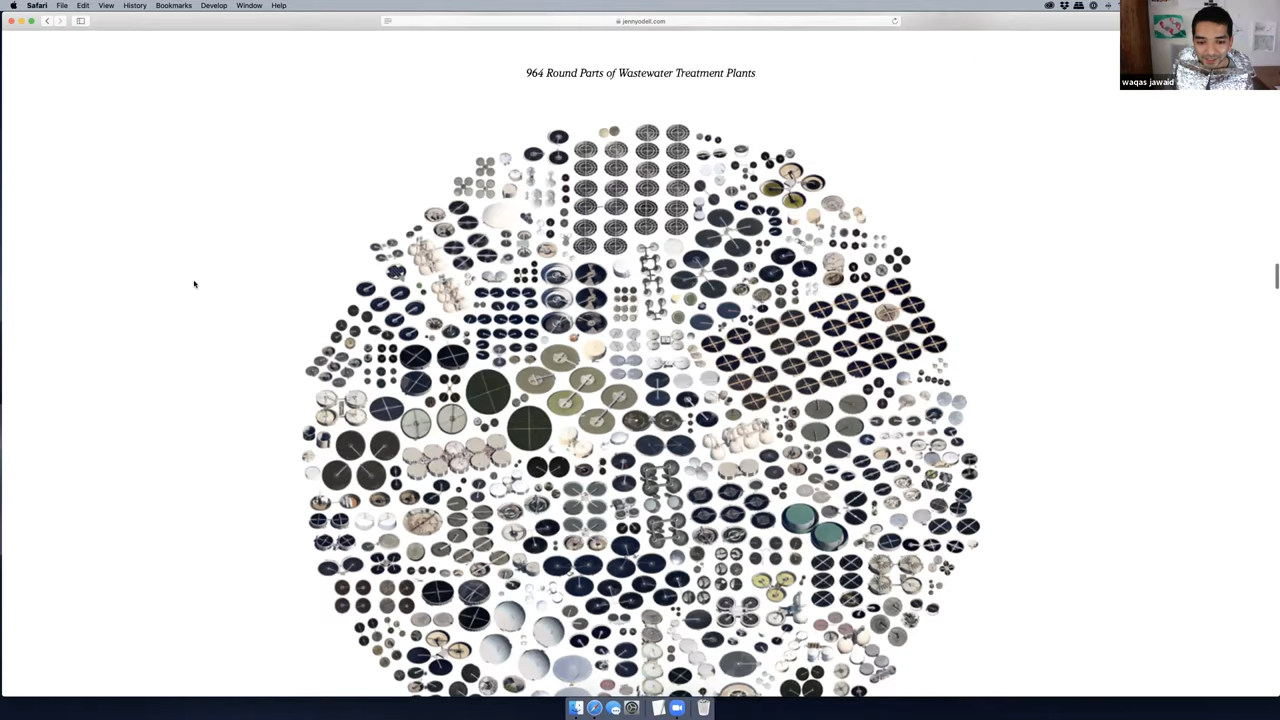 Safari File Edit View History Bookmarks Develop Window Help
jennyodell.com
964 Round Parts of Wastewater Treatment Plants
waqas jawaid